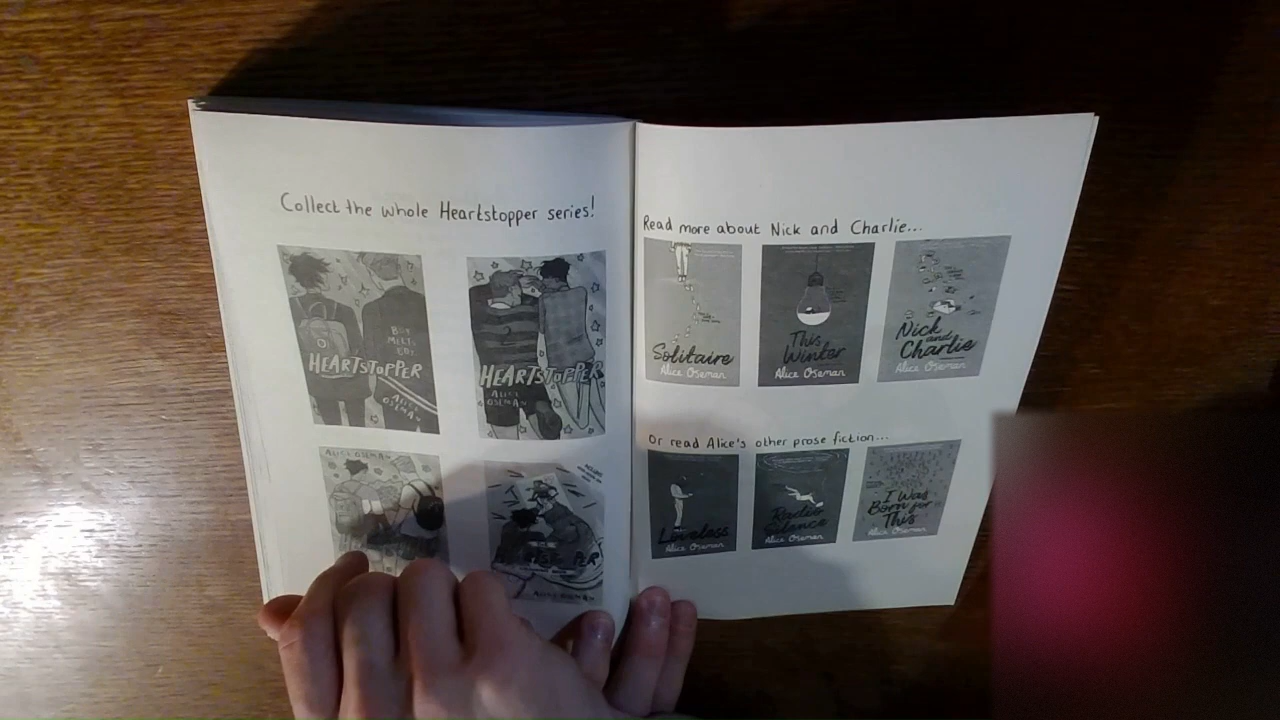 Collect the whole Heartstopper series!
HEARTSTOPPER
BOY
MEETS
BOY.
ALICE
OSEMAN
HEARTSTOPPER
ALICE
OSEMAN
ALICE OSEMAN
ALICE OSEMAN
Read more about Nick and Charlie...
Solitaire
Alice Oseman
This
Winter
Alice Oseman
Nick
and
Charlie
Alice Oseman
Or read Alice's other prose fiction...
Loveless
Alice Oseman
Radio
Silence
Alice Oseman
I Was
Born for
This
Alice Oseman